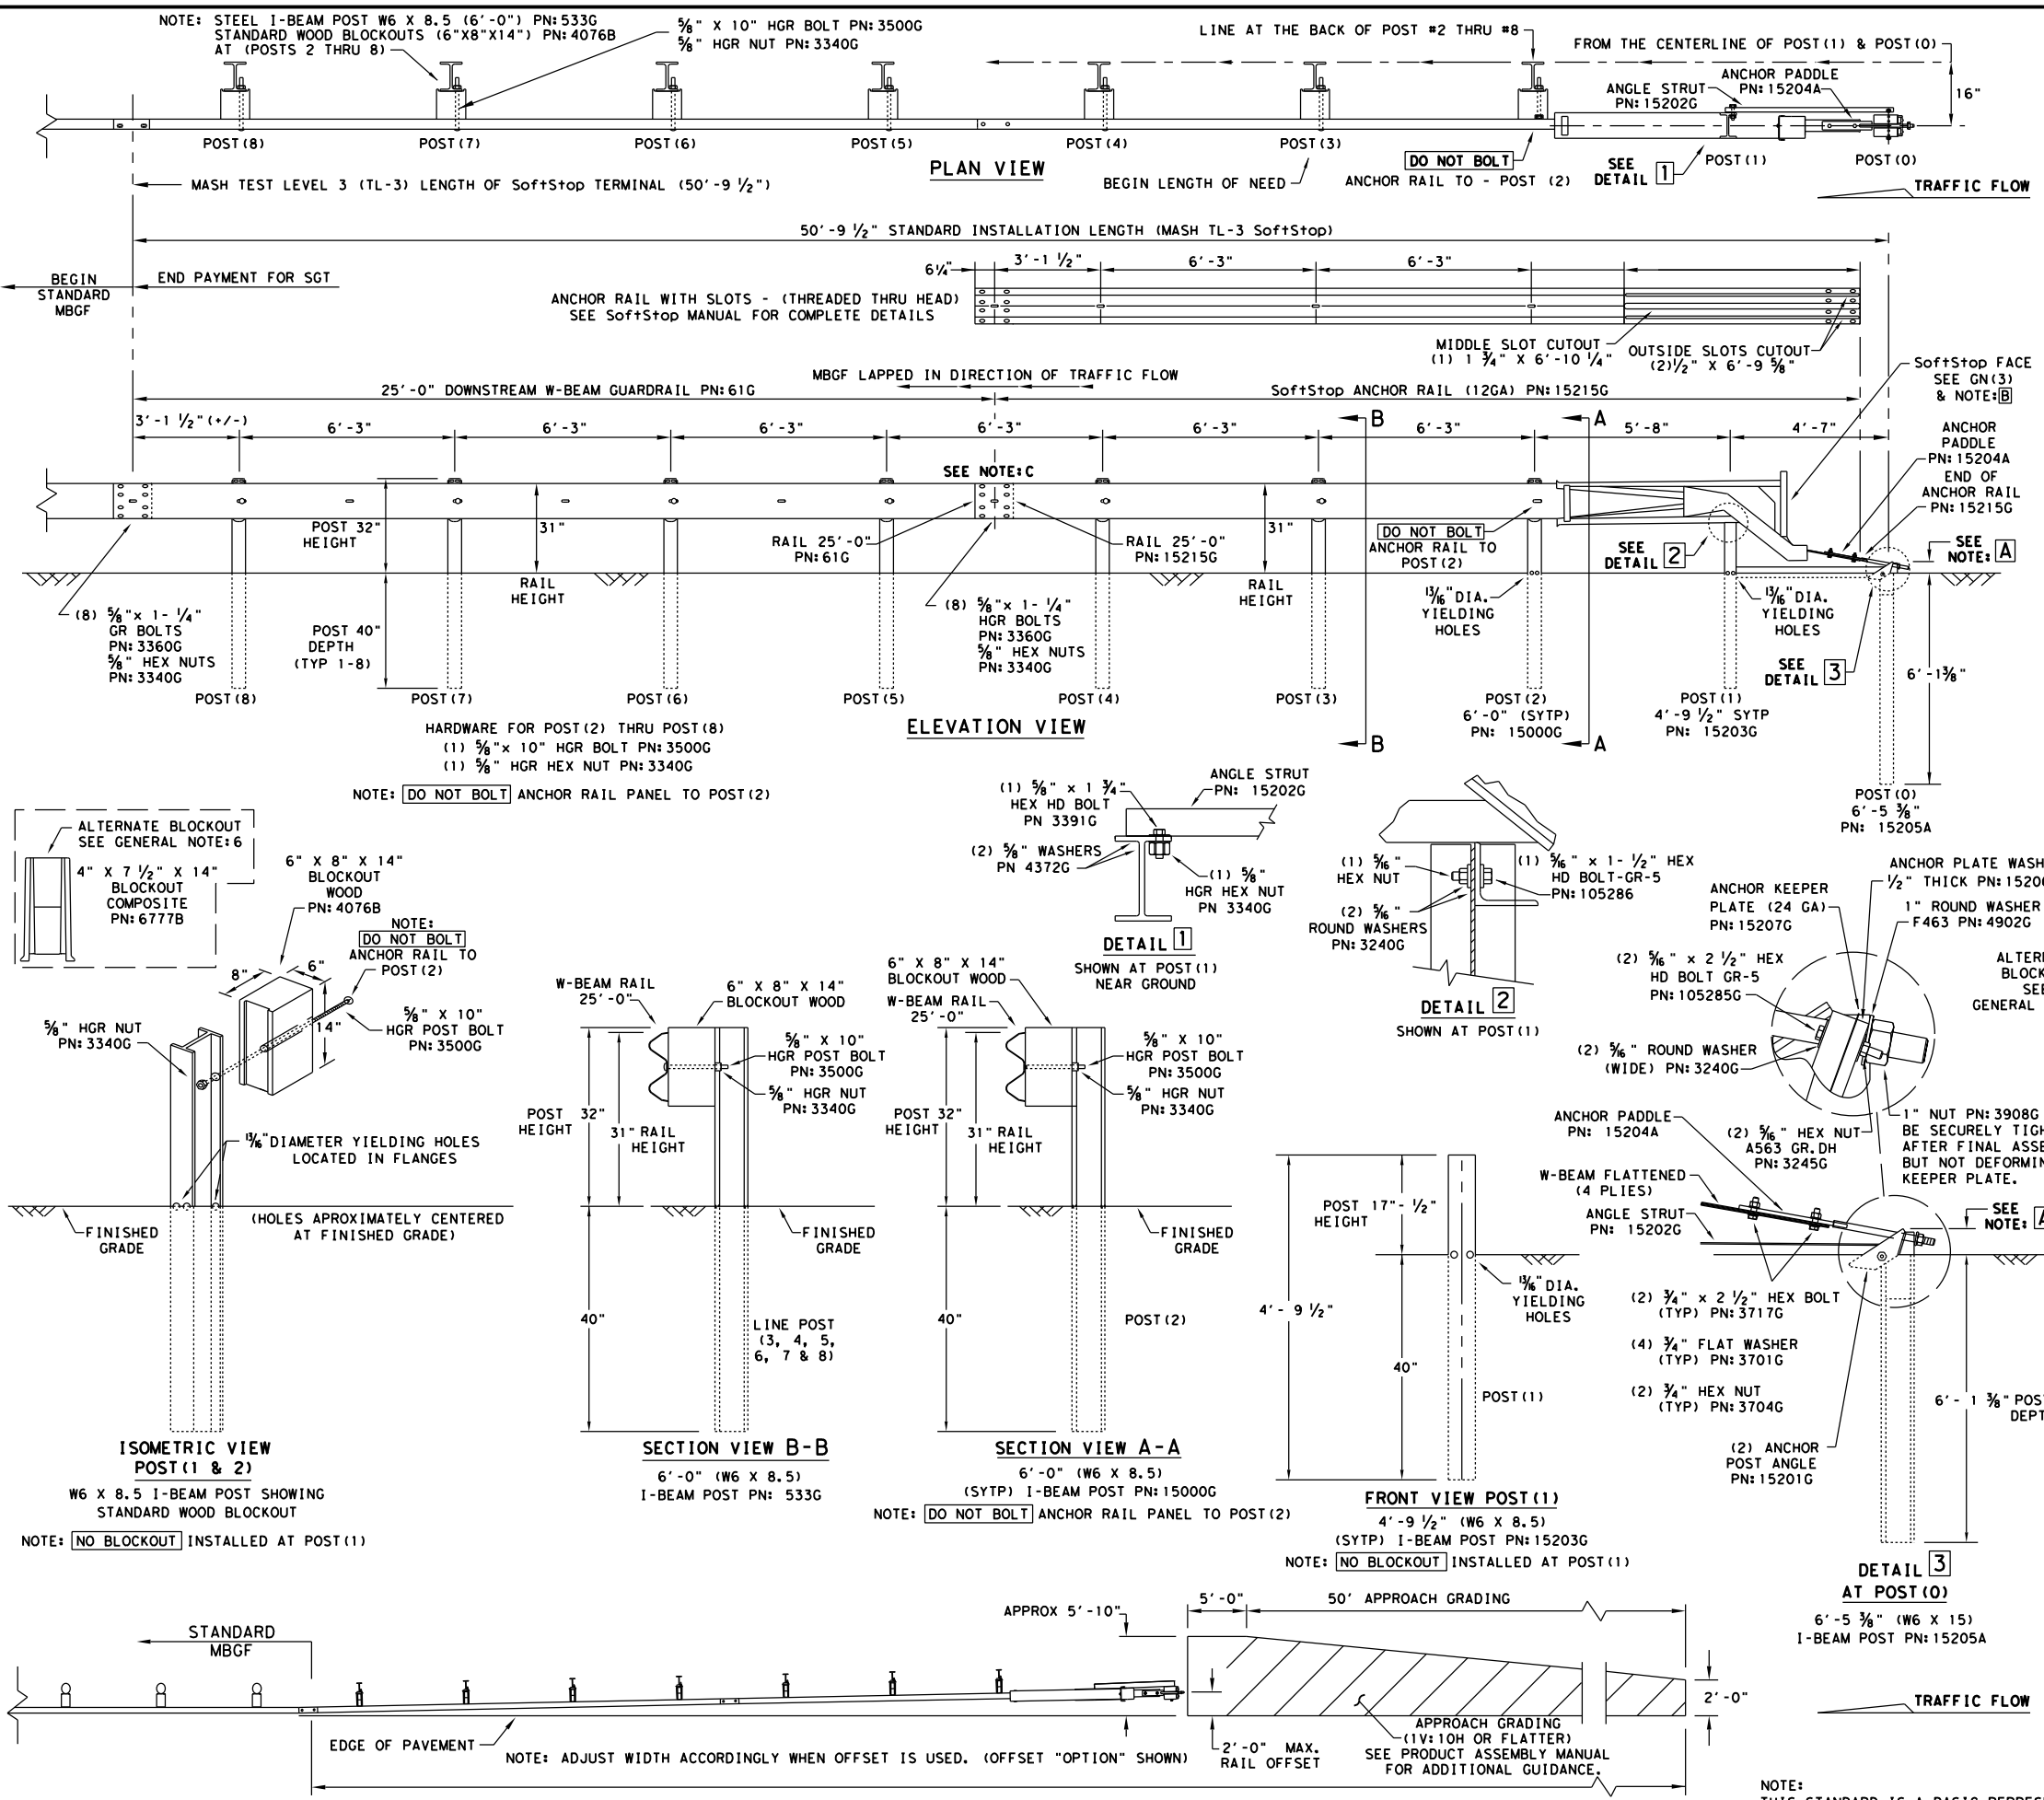 NOTE: STEEL I-BEAM POST W6 X 8.5 (6'-0") PN:533G
STANDARD WOOD BLOCKOUTS (6"X8"X14") PN:4076B
AT (POSTS 2 THRU 8)
5/8" X 10" HGR BOLT PN:3500G
5/8" HGR NUT PN:3340G
LINE AT THE BACK OF POST #2 THRU #8
FROM THE CENTERLINE OF POST(1) & POST(0)
ANGLE STRUT
PN:15202G
ANCHOR PADDLE
PN:15204A
16"
POST(8)
POST(7)
POST(6)
POST(5)
POST(4)
POST(3)
POST(1)
POST(0)
PLAN VIEW
DO NOT BOLT
ANCHOR RAIL TO - POST (2)
SEE
DETAIL 1
MASH TEST LEVEL 3 (TL-3) LENGTH OF SoftStop TERMINAL (50'-9 1/2")
BEGIN LENGTH OF NEED
TRAFFIC FLOW
50'-9 1/2" STANDARD INSTALLATION LENGTH (MASH TL-3 SoftStop)
BEGIN
STANDARD
MBGF
END PAYMENT FOR SGT
6 1/4"
3'-1 1/2"
6'-3"
6'-3"
ANCHOR RAIL WITH SLOTS - (THREADED THRU HEAD)
SEE SoftStop MANUAL FOR COMPLETE DETAILS
MIDDLE SLOT CUTOUT
(1) 1 3/4" X 6'-10 1/4"
OUTSIDE SLOTS CUTOUT
(2)1/2" X 6'-9 5/8"
SoftStop FACE
SEE GN(3)
& NOTE:B
MBGF LAPPED IN DIRECTION OF TRAFFIC FLOW
25'-0" DOWNSTREAM W-BEAM GUARDRAIL PN:61G
SoftStop ANCHOR RAIL (12GA) PN:15215G
3'-1 1/2"(+/-)
6'-3"
6'-3"
6'-3"
6'-3"
6'-3"
6'-3"
5'-8"
4'-7"
B
A
ANCHOR
PADDLE
PN:15204A
END OF
ANCHOR RAIL
PN:15215G
SEE NOTE:C
POST 32"
HEIGHT
31"
RAIL
HEIGHT
RAIL 25'-0"
PN:61G
RAIL 25'-0"
PN:15215G
31"
RAIL
HEIGHT
DO NOT BOLT
ANCHOR RAIL TO
POST(2)
SEE
DETAIL 2
SEE
NOTE: A
(8) 5/8"x 1- 1/4"
GR BOLTS
PN:3360G
5/8" HEX NUTS
PN:3340G
POST 40"
DEPTH
(TYP 1-8)
(8) 5/8"x 1- 1/4"
HGR BOLTS
PN:3360G
5/8" HEX NUTS
PN:3340G
13/16"DIA.
YIELDING
HOLES
13/16"DIA.
YIELDING
HOLES
SEE
DETAIL 3
6'-1 3/8"
POST(8)
POST(7)
POST(6)
POST(5)
POST(4)
POST(3)
POST(2)
6'-0" (SYTP)
PN: 15000G
POST(1)
4'-9 1/2" SYTP
PN: 15203G
ELEVATION VIEW
B
A
HARDWARE FOR POST(2) THRU POST(8)
(1) 5/8"x 10" HGR BOLT PN:3500G
(1) 5/8" HGR HEX NUT PN:3340G
NOTE: DO NOT BOLT ANCHOR RAIL PANEL TO POST(2)
POST(0)
6'-5 3/8"
PN: 15205A
ALTERNATE BLOCKOUT
SEE GENERAL NOTE:6
4" X 7 1/2" X 14"
BLOCKOUT
COMPOSITE
PN:6777B
6" X 8" X 14"
BLOCKOUT
WOOD
PN:4076B
NOTE:
DO NOT BOLT
ANCHOR RAIL TO
POST(2)
8"
6"
14"
5/8" X 10"
HGR POST BOLT
PN:3500G
5/8" HGR NUT
PN:3340G
13/16"DIAMETER YIELDING HOLES
LOCATED IN FLANGES
FINISHED
GRADE
(HOLES APROXIMATELY CENTERED
AT FINISHED GRADE)
ISOMETRIC VIEW
POST(1 & 2)
W6 X 8.5 I-BEAM POST SHOWING
STANDARD WOOD BLOCKOUT
NOTE: NO BLOCKOUT INSTALLED AT POST(1)
(1) 5/8" x 1 3/4"
HEX HD BOLT
PN 3391G
ANGLE STRUT
PN: 15202G
(2) 5/8" WASHERS
PN 4372G
(1) 5/8"
HGR HEX NUT
PN 3340G
DETAIL 1
SHOWN AT POST(1)
NEAR GROUND
(1) 5/16"
HEX NUT
(1) 5/16" x 1- 1/2" HEX
HD BOLT-GR-5
PN:105286
(2) 5/16"
ROUND WASHERS
PN:3240G
DETAIL 2
SHOWN AT POST(1)
ANCHOR PLATE WASH
1/2" THICK PN:1520
ANCHOR KEEPER
PLATE (24 GA)
PN:15207G
1" ROUND WASHER
F463 PN:4902G
(2) 5/16" x 2 1/2" HEX
HD BOLT GR-5
PN:105285G
ALTER
BLOCK
SEE
GENERAL
(2) 5/16" ROUND WASHER
(WIDE) PN:3240G
W-BEAM RAIL
25'-0"
6" X 8" X 14"
BLOCKOUT WOOD
5/8" X 10"
HGR POST BOLT
PN:3500G
5/8" HGR NUT
PN:3340G
POST 32"
HEIGHT
31" RAIL
HEIGHT
FINISHED
GRADE
40"
LINE POST
(3, 4, 5,
6, 7 & 8)
SECTION VIEW B-B
6'-0" (W6 X 8.5)
I-BEAM POST PN: 533G
6" X 8" X 14"
BLOCKOUT WOOD
W-BEAM RAIL
25'-0"
5/8" X 10"
HGR POST BOLT
PN:3500G
5/8" HGR NUT
PN:3340G
POST 32"
HEIGHT
31" RAIL
HEIGHT
FINISHED
GRADE
40"
POST(2)
SECTION VIEW A-A
6'-0" (W6 X 8.5)
(SYTP) I-BEAM POST PN:15000G
NOTE: DO NOT BOLT ANCHOR RAIL PANEL TO POST(2)
POST 17"- 1/2"
HEIGHT
4'- 9 1/2"
13/16"DIA.
YIELDING
HOLES
40"
POST(1)
FRONT VIEW POST(1)
4'-9 1/2" (W6 X 8.5)
(SYTP) I-BEAM POST PN:15203G
NOTE: NO BLOCKOUT INSTALLED AT POST(1)
ANCHOR PADDLE
PN: 15204A
(2) 5/16" HEX NUT
A563 GR.DH
PN:3245G
1" NUT PN:3908G
BE SECURELY TIGH
AFTER FINAL ASSE
BUT NOT DEFORMIN
KEEPER PLATE.
W-BEAM FLATTENED
(4 PLIES)
ANGLE STRUT
PN: 15202G
SEE
NOTE: A
(2) 3/4" x 2 1/2" HEX BOLT
(TYP) PN:3717G
(4) 3/4" FLAT WASHER
(TYP) PN:3701G
(2) 3/4" HEX NUT
(TYP) PN:3704G
6'- 1 3/8" POS
DEPT
(2) ANCHOR
POST ANGLE
PN:15201G
DETAIL 3
AT POST(0)
6'-5 3/8" (W6 X 15)
I-BEAM POST PN:15205A
STANDARD
MBGF
APPROX 5'-10"
5'-0"
50' APPROACH GRADING
2'-0"
TRAFFIC FLOW
EDGE OF PAVEMENT
NOTE: ADJUST WIDTH ACCORDINGLY WHEN OFFSET IS USED. (OFFSET "OPTION" SHOWN)
2'-0" MAX.
RAIL OFFSET
APPROACH GRADING
(1V:10H OR FLATTER)
SEE PRODUCT ASSEMBLY MANUAL
FOR ADDITIONAL GUIDANCE.
NOTE: